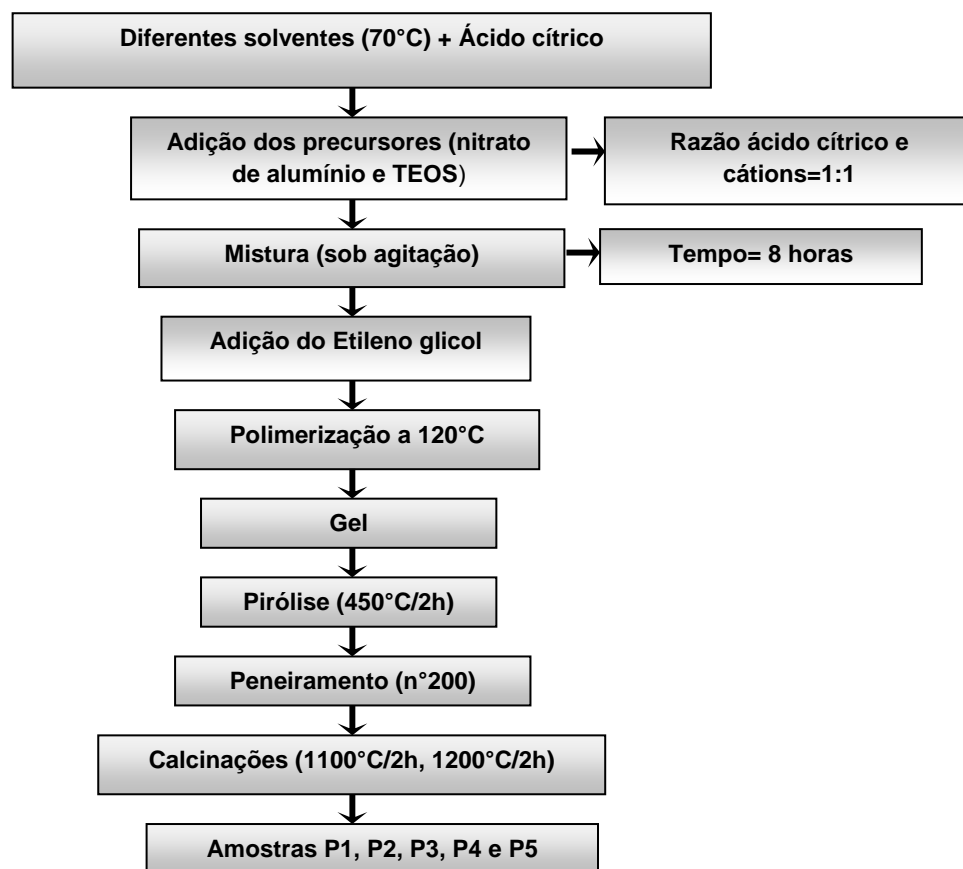 Diferentes solventes (70°C) + Ácido cítrico
Adição dos precursores (nitrato
de alumínio e TEOS)
Razão ácido cítrico e
cátions=1:1
Mistura (sob agitação)
Tempo= 8 horas
Adição do Etileno glicol
Polimerização a 120°C
Gel
Pirólise (450°C/2h)
Peneiramento (n°200)
Calcinações (1100°C/2h, 1200°C/2h)
Amostras P1, P2, P3, P4 e P5